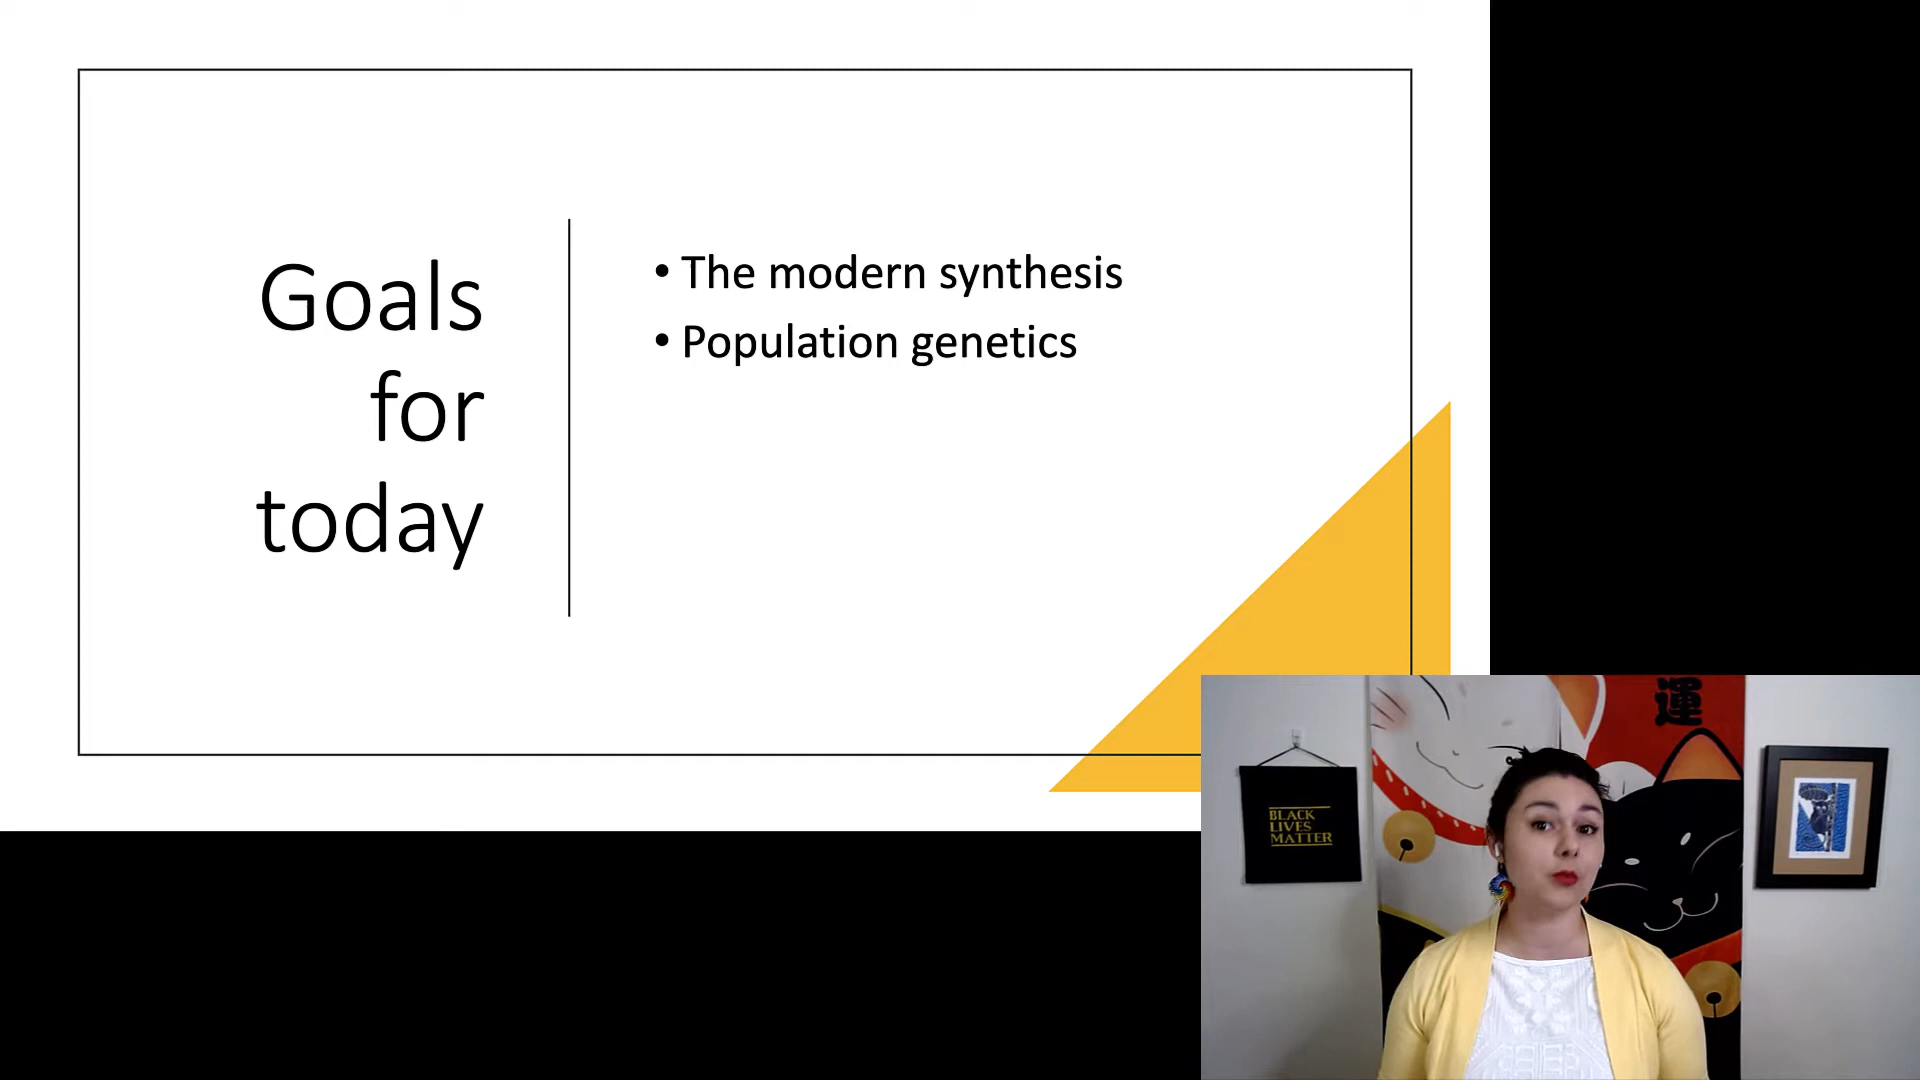 Goals
for
today
• The modern synthesis
• Population genetics
運
BLACK
LIVES
MATTER